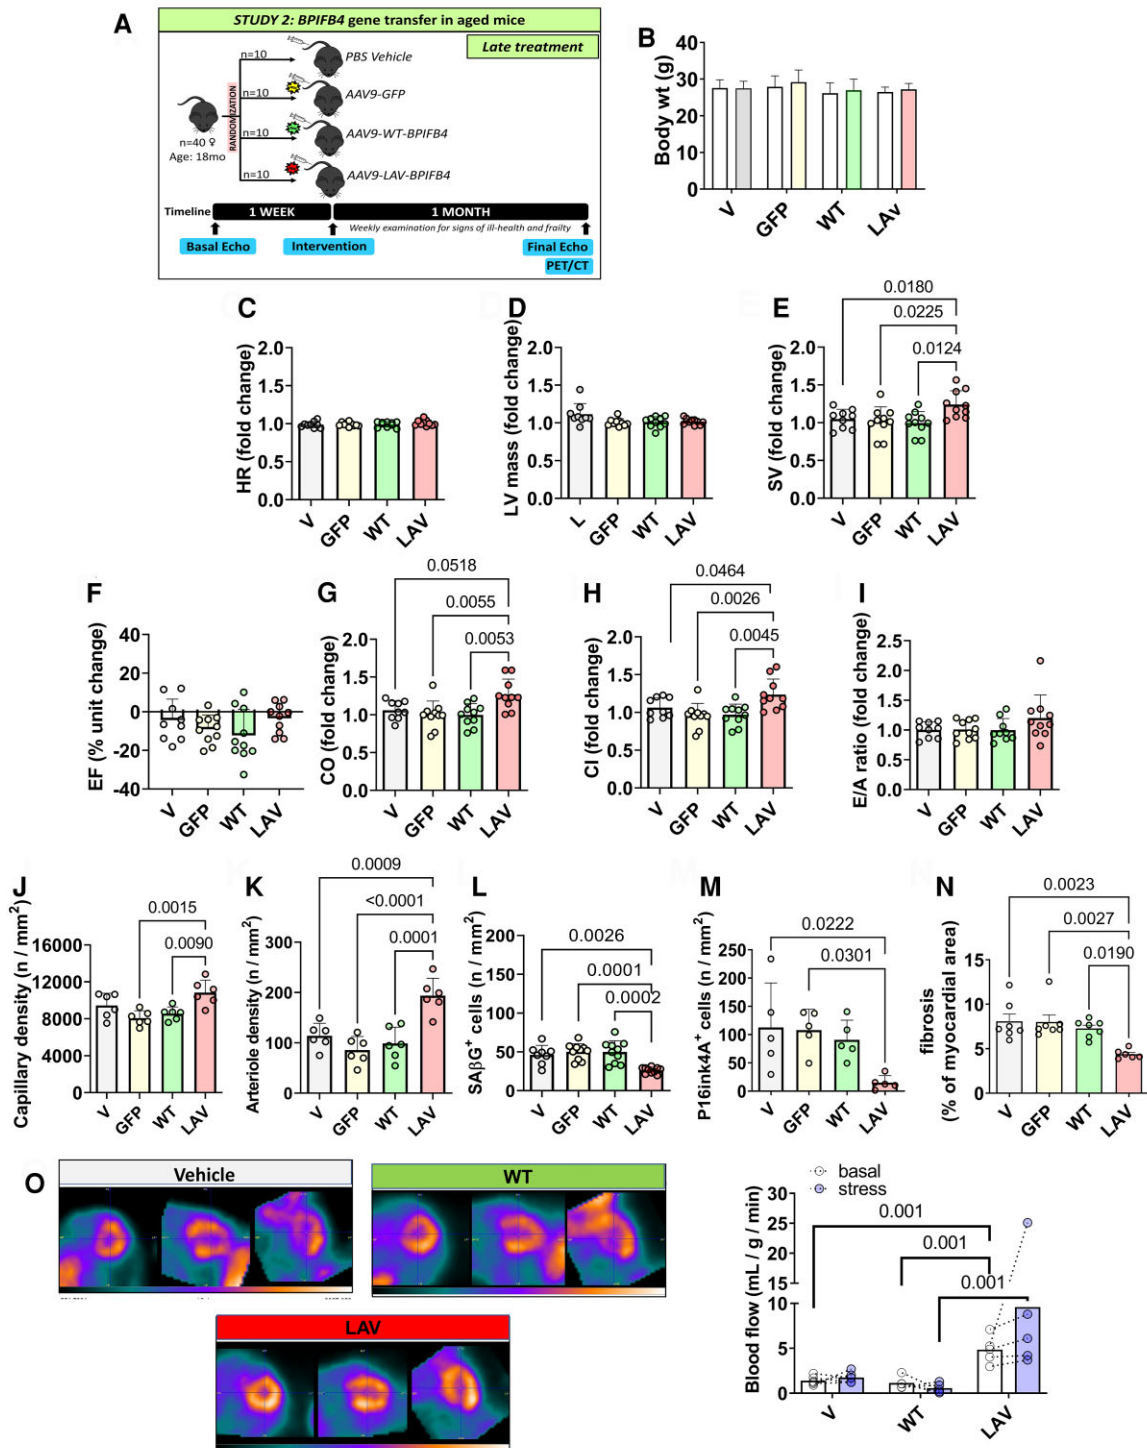 A
STUDY 2: BPIFB4 gene transfer in aged mice
Late treatment
n=10
PBS Vehicle
n=10
AAV9-GFP
RANDOMIZATION
n=10
AAV9-WT-BPIFB4
n=40 ♀
Age: 18mo
n=10
AAV9-LAV-BPIFB4
Timeline
1 WEEK
1 MONTH
Weekly examination for signs of ill-health and frailty
Basal Echo
Intervention
Final Echo
PET/CT
B
Body wt (g)
40
30
20
10
0
V
GFP
WT
LAv
C
HR (fold change)
2.0
1.5
1.0
0.5
0.0
V
GFP
WT
LAV
D
LV mass (fold change)
2.0
1.5
1.0
0.5
0.0
L
GFP
WT
LAV
E
0.0180
0.0225
0.0124
SV (fold change)
2.0
1.5
1.0
0.5
0.0
V
GFP
WT
LAV
F
EF (% unit change)
40
20
0
-20
-40
V
GFP
WT
LAV
G
0.0518
0.0055
0.0053
CO (fold change)
2.0
1.5
1.0
0.5
0.0
V
GFP
WT
LAV
H
0.0464
0.0026
0.0045
CI (fold change)
2.0
1.5
1.0
0.5
0.0
V
GFP
WT
LAV
I
E/A ratio (fold change)
2.5
2.0
1.5
1.0
0.5
0.0
V
GFP
WT
LAV
J
0.0015
0.0090
Capillary density (n / mm²)
16000
12000
8000
4000
0
V
GFP
WT
LAV
K
0.0009
<0.0001
0.0001
Arteriole density (n / mm²)
300
200
100
0
V
GFP
WT
LAV
L
0.0026
0.0001
0.0002
SAβG⁺ cells (n / mm²)
200
150
100
50
0
V
GFP
WT
LAV
M
0.0222
0.0301
P16ink4A⁺ cells (n / mm²)
250
200
150
100
50
0
V
GFP
WT
LAV
N
0.0023
0.0027
0.0190
fibrosis
(% of myocardial area)
20
15
10
5
0
V
GFP
WT
LAV
O
Vehicle
WT
LAV
basal
stress
0.001
0.001
0.001
Blood flow (mL / g / min)
30
25
20
15
10
5
0
V
WT
LAV